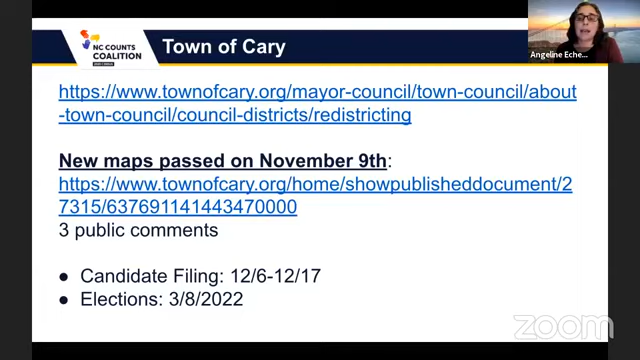 NC COUNTS
COALITION
Town of Cary
Angeline Eche...
https://www.townofcary.org/mayor-council/town-council/about
-town-council/council-districts/redistricting
New maps passed on November 9th:
https://www.townofcary.org/home/showpublisheddocument/2
7315/637691141443470000
3 public comments
● Candidate Filing: 12/6-12/17
● Elections: 3/8/2022
zoom